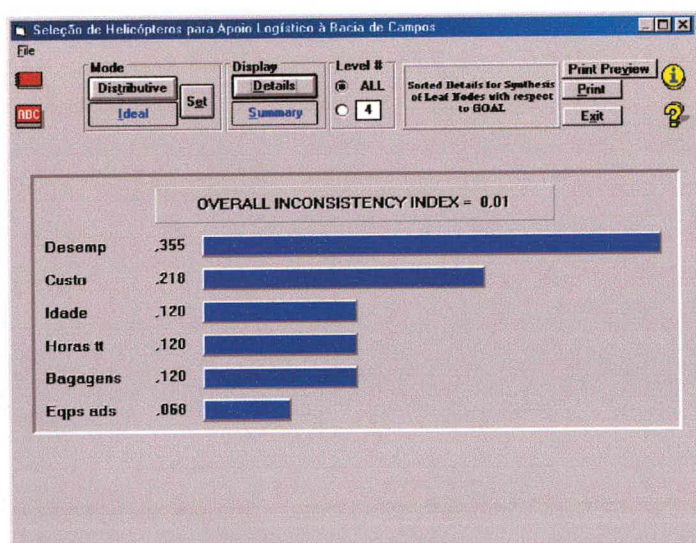 Seleção de Helicópteros para Apoio Logístico à Bacia de Campos
File
Mode
Distributive
Ideal
Set
Display
Details
Summary
Level #
ALL
4
Sorted Details for Synthesis
of Leaf Nodes with respect
to GOAL
Print Preview
Print
Exit
ABC
OVERALL INCONSISTENCY INDEX = 0,01
Desemp ,355
Custo ,218
Idade ,120
Horas tt ,120
Bagagens ,120
Eqps ads ,068